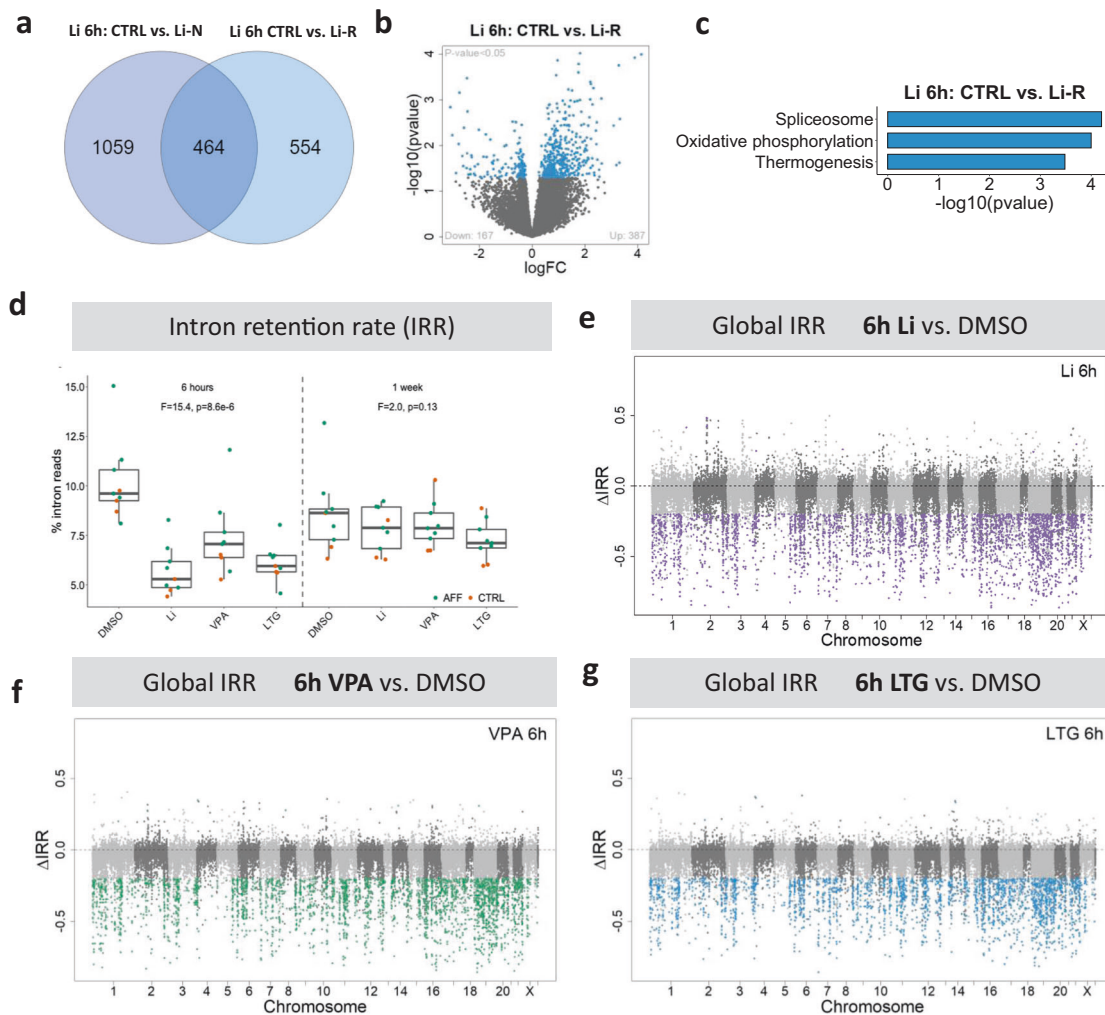 a
Li 6h: CTRL vs. Li-N
Li 6h CTRL vs. Li-R
1059
464
554
b
Li 6h: CTRL vs. Li-R
P-value<0.05
4
3
2
1
0
-log10(pvalue)
Down: 167
Up: 387
-2
0
2
4
logFC
c
Li 6h: CTRL vs. Li-R
Spliceosome
Oxidative phosphorylation
Thermogenesis
0
1
2
3
4
-log10(pvalue)
d
Intron retention rate (IRR)
15.0
12.5
10.0
7.5
5.0
% intron reads
6 hours
F=15.4, p=8.6e-6
1 week
F=2.0, p=0.13
AFF
CTRL
DMSO
Li
VPA
LTG
DMSO
Li
VPA
LTG
e
Global IRR 6h Li vs. DMSO
Li 6h
0.5
0.0
-0.5
ΔIRR
1 2 3 4 5 6 7 8 10 12 14 16 18 20 X
Chromosome
f
Global IRR 6h VPA vs. DMSO
VPA 6h
0.5
0.0
-0.5
ΔIRR
1 2 3 4 5 6 7 8 10 12 14 16 18 20 X
Chromosome
g
Global IRR 6h LTG vs. DMSO
LTG 6h
0.5
0.0
-0.5
ΔIRR
1 2 3 4 5 6 7 8 10 12 14 16 18 20 X
Chromosome